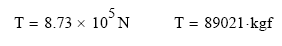 T = 8.73 × 10⁵ N T = 89021·kgf